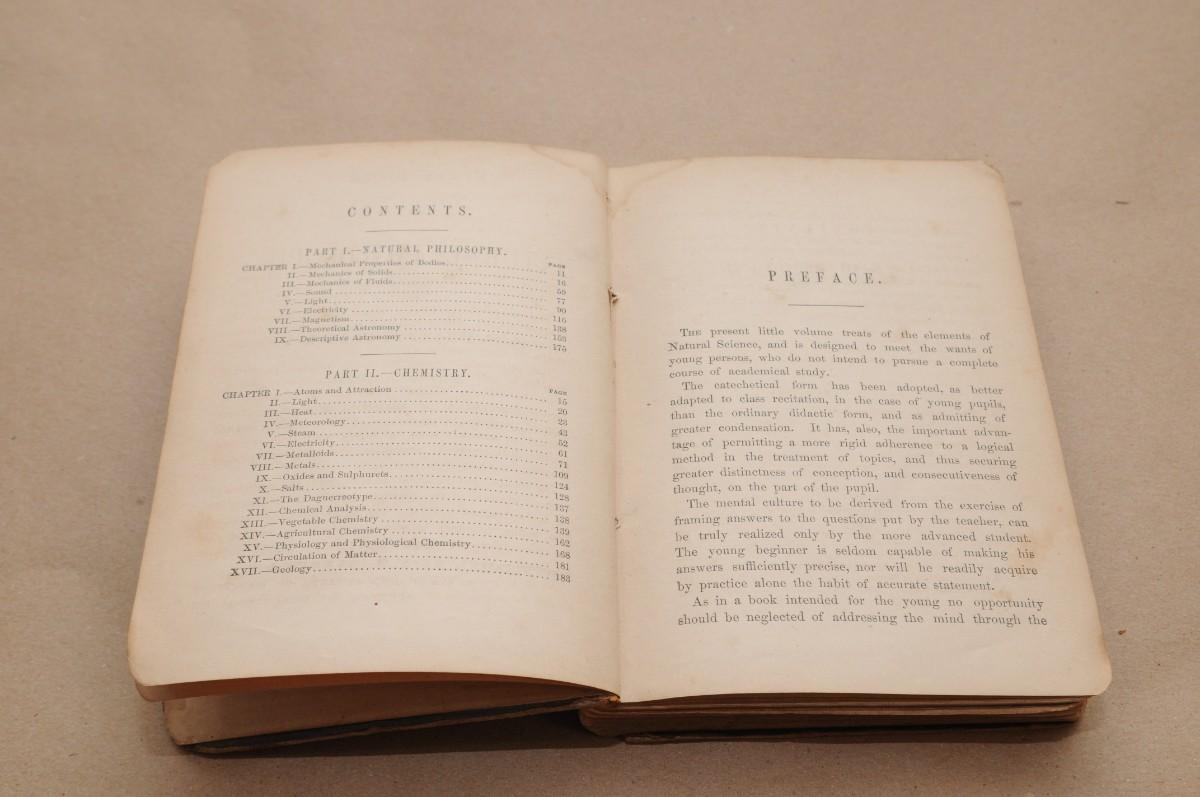 CONTENTS.
PART I.—NATURAL PHILOSOPHY.
PAGE
CHAPTER I.—Mechanical Properties of Bodies.................... 11
II.—Mechanics of Solids.................... 16
III.—Mechanics of Fluids.................... 59
IV.—Sound.................... 77
V.—Light.................... 90
VI.—Electricity.................... 116
VII.—Magnetism.................... 138
VIII.—Theoretical Astronomy.................... 153
IX.—Descriptive Astronomy.................... 175
PART II.—CHEMISTRY.
PAGE
CHAPTER I.—Atoms and Attraction.................... 15
II.—Light.................... 20
III.—Heat.................... 23
IV.—Meteorology.................... 43
V.—Steam.................... 52
VI.—Electricity.................... 61
VII.—Metalloids.................... 71
VIII.—Metals.................... 109
IX.—Oxides and Sulphurets.................... 124
X.—Salts.................... 128
XI.—The Daguerreotype.................... 137
XII.—Chemical Analysis.................... 138
XIII.—Vegetable Chemistry.................... 139
XIV.—Agricultural Chemistry.................... 162
XV.—Physiology and Physiological Chemistry.................... 168
XVI.—Circulation of Matter.................... 181
XVII.—Geology.................... 183
PREFACE.
THE present little volume treats of the elements of
Natural Science, and is designed to meet the wants of
young persons, who do not intend to pursue a complete
course of academical study.
The catechetical form has been adopted, as better
adapted to class recitation, in the case of young pupils,
than the ordinary didactic form, and as admitting of
greater condensation. It has, also, the important advan-
tage of permitting a more rigid adherence to a logical
method in the treatment of topics, and thus securing
greater distinctness of conception, and consecutiveness of
thought, on the part of the pupil.
The mental culture to be derived from the exercise of
framing answers to the questions put by the teacher, can
be truly realized only by the more advanced student.
The young beginner is seldom capable of making his
answers sufficiently precise, nor will he readily acquire
by practice alone the habit of accurate statement.
As in a book intended for the young no opportunity
should be neglected of addressing the mind through the